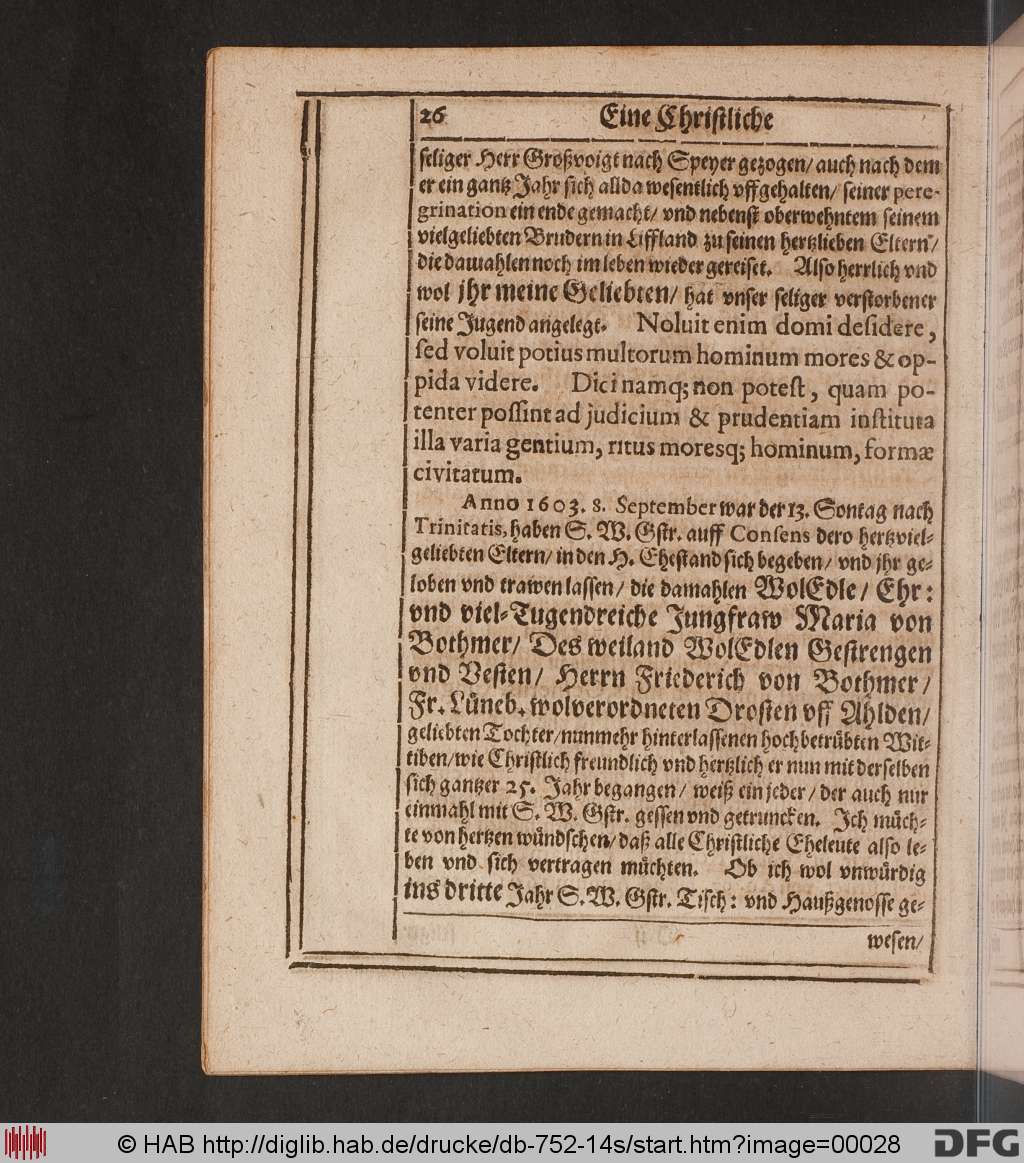 26 Eine Christliche
seliger Herr Großvoigt nach Speyer gezogen/ auch nach dem
er ein gantz Jahr sich allda wesentlich vffgehalten/ seiner pere-
grination ein ende gemacht/ vnd nebenst oberwehntem seinem
vielgeliebten Brudern in Liffland zu seinen hertzlieben Eltern/
die damahlen noch im leben wieder gereiset. Also herrlich vnd
wol jhr meine Geliebten/ hat vnser seliger verstorbener
seine Jugend angelegt. Noluit enim domi desidere,
sed voluit potius multorum hominum mores & op-
pida videre. Dici namq; non potest, quam po-
tenter possint ad judicium & prudentiam instituta
illa varia gentium, ritus moresq; hominum, formæ
civitatum.
Anno 1603. 8. September war der 13. Sontag nach
Trinitatis, haben S. W. Gstr. auff Consens dero hertzviel-
geliebten Eltern/ in den H. Ehestand sich begeben/ vnd jhr ge-
loben vnd trawen lassen/ die damahlen WolEdle/ Ehr:
vnd viel-Tugendreiche Jungfraw Maria von
Bothmer/ Des weiland WolEdlen Gestrengen
vnd Vesten/ Herrn Friederich von Bothmer/
Fr. Lüneb. wolverordneten Drosten vff Ahlden/
geliebten Tochter/ nunmehr hinterlassenen hochbetrübten Wit-
tiben/ wie Christlich freundlich vnd hertzlich er nun mit derselben
sich gantzer 25. Jahr begangen/ weiß ein jeder/ der auch nur
einmahl mit S. W. Gstr. gessen vnd getruncken. Ich müch-
te von hertzen wündschen/ daß alle Christliche Eheleute also le-
ben vnd sich vertragen müchten. Ob ich wol vnwürdig
ins dritte Jahr S. W. Gstr. Tisch: vnd Haußgenosse ge-
wesen/
© HAB http://diglib.hab.de/drucke/db-752-14s/start.htm?image=00028
DFG